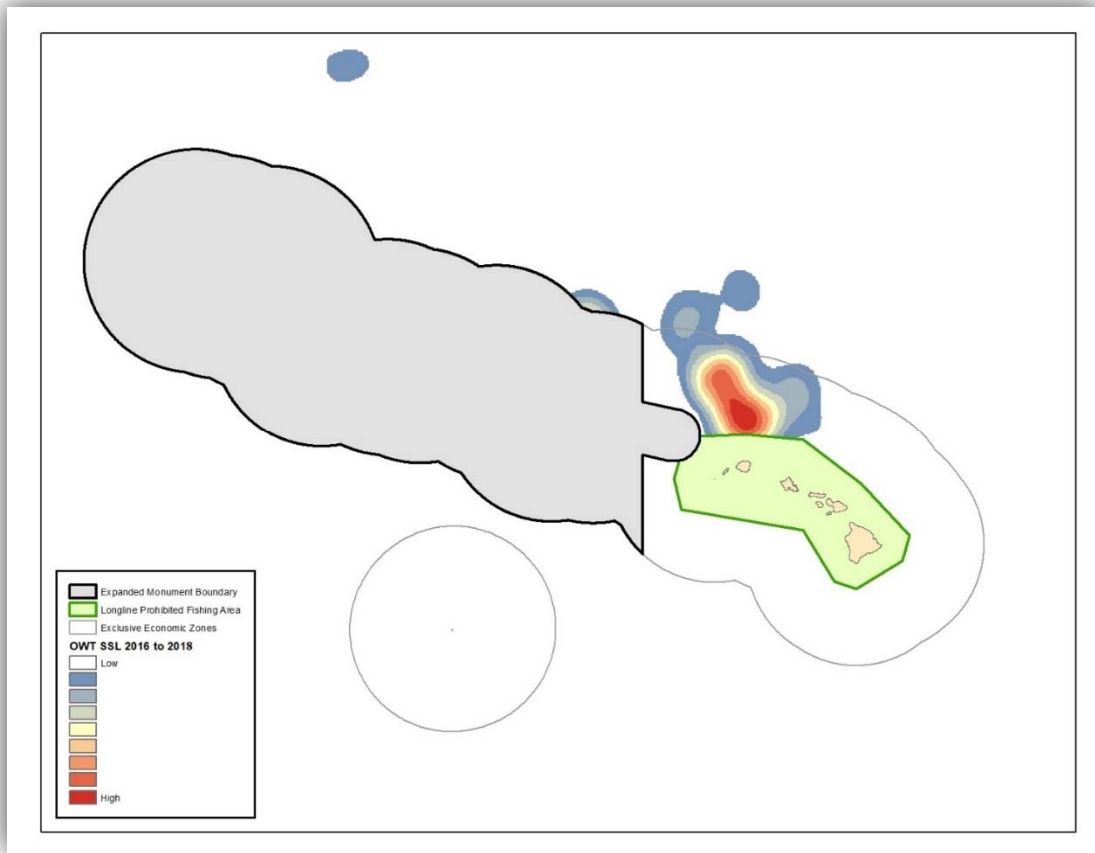 Expanded Monument Boundary
Longline Prohibited Fishing Area
Exclusive Economic Zones
OWT SSL 2016 to 2018
Low
High